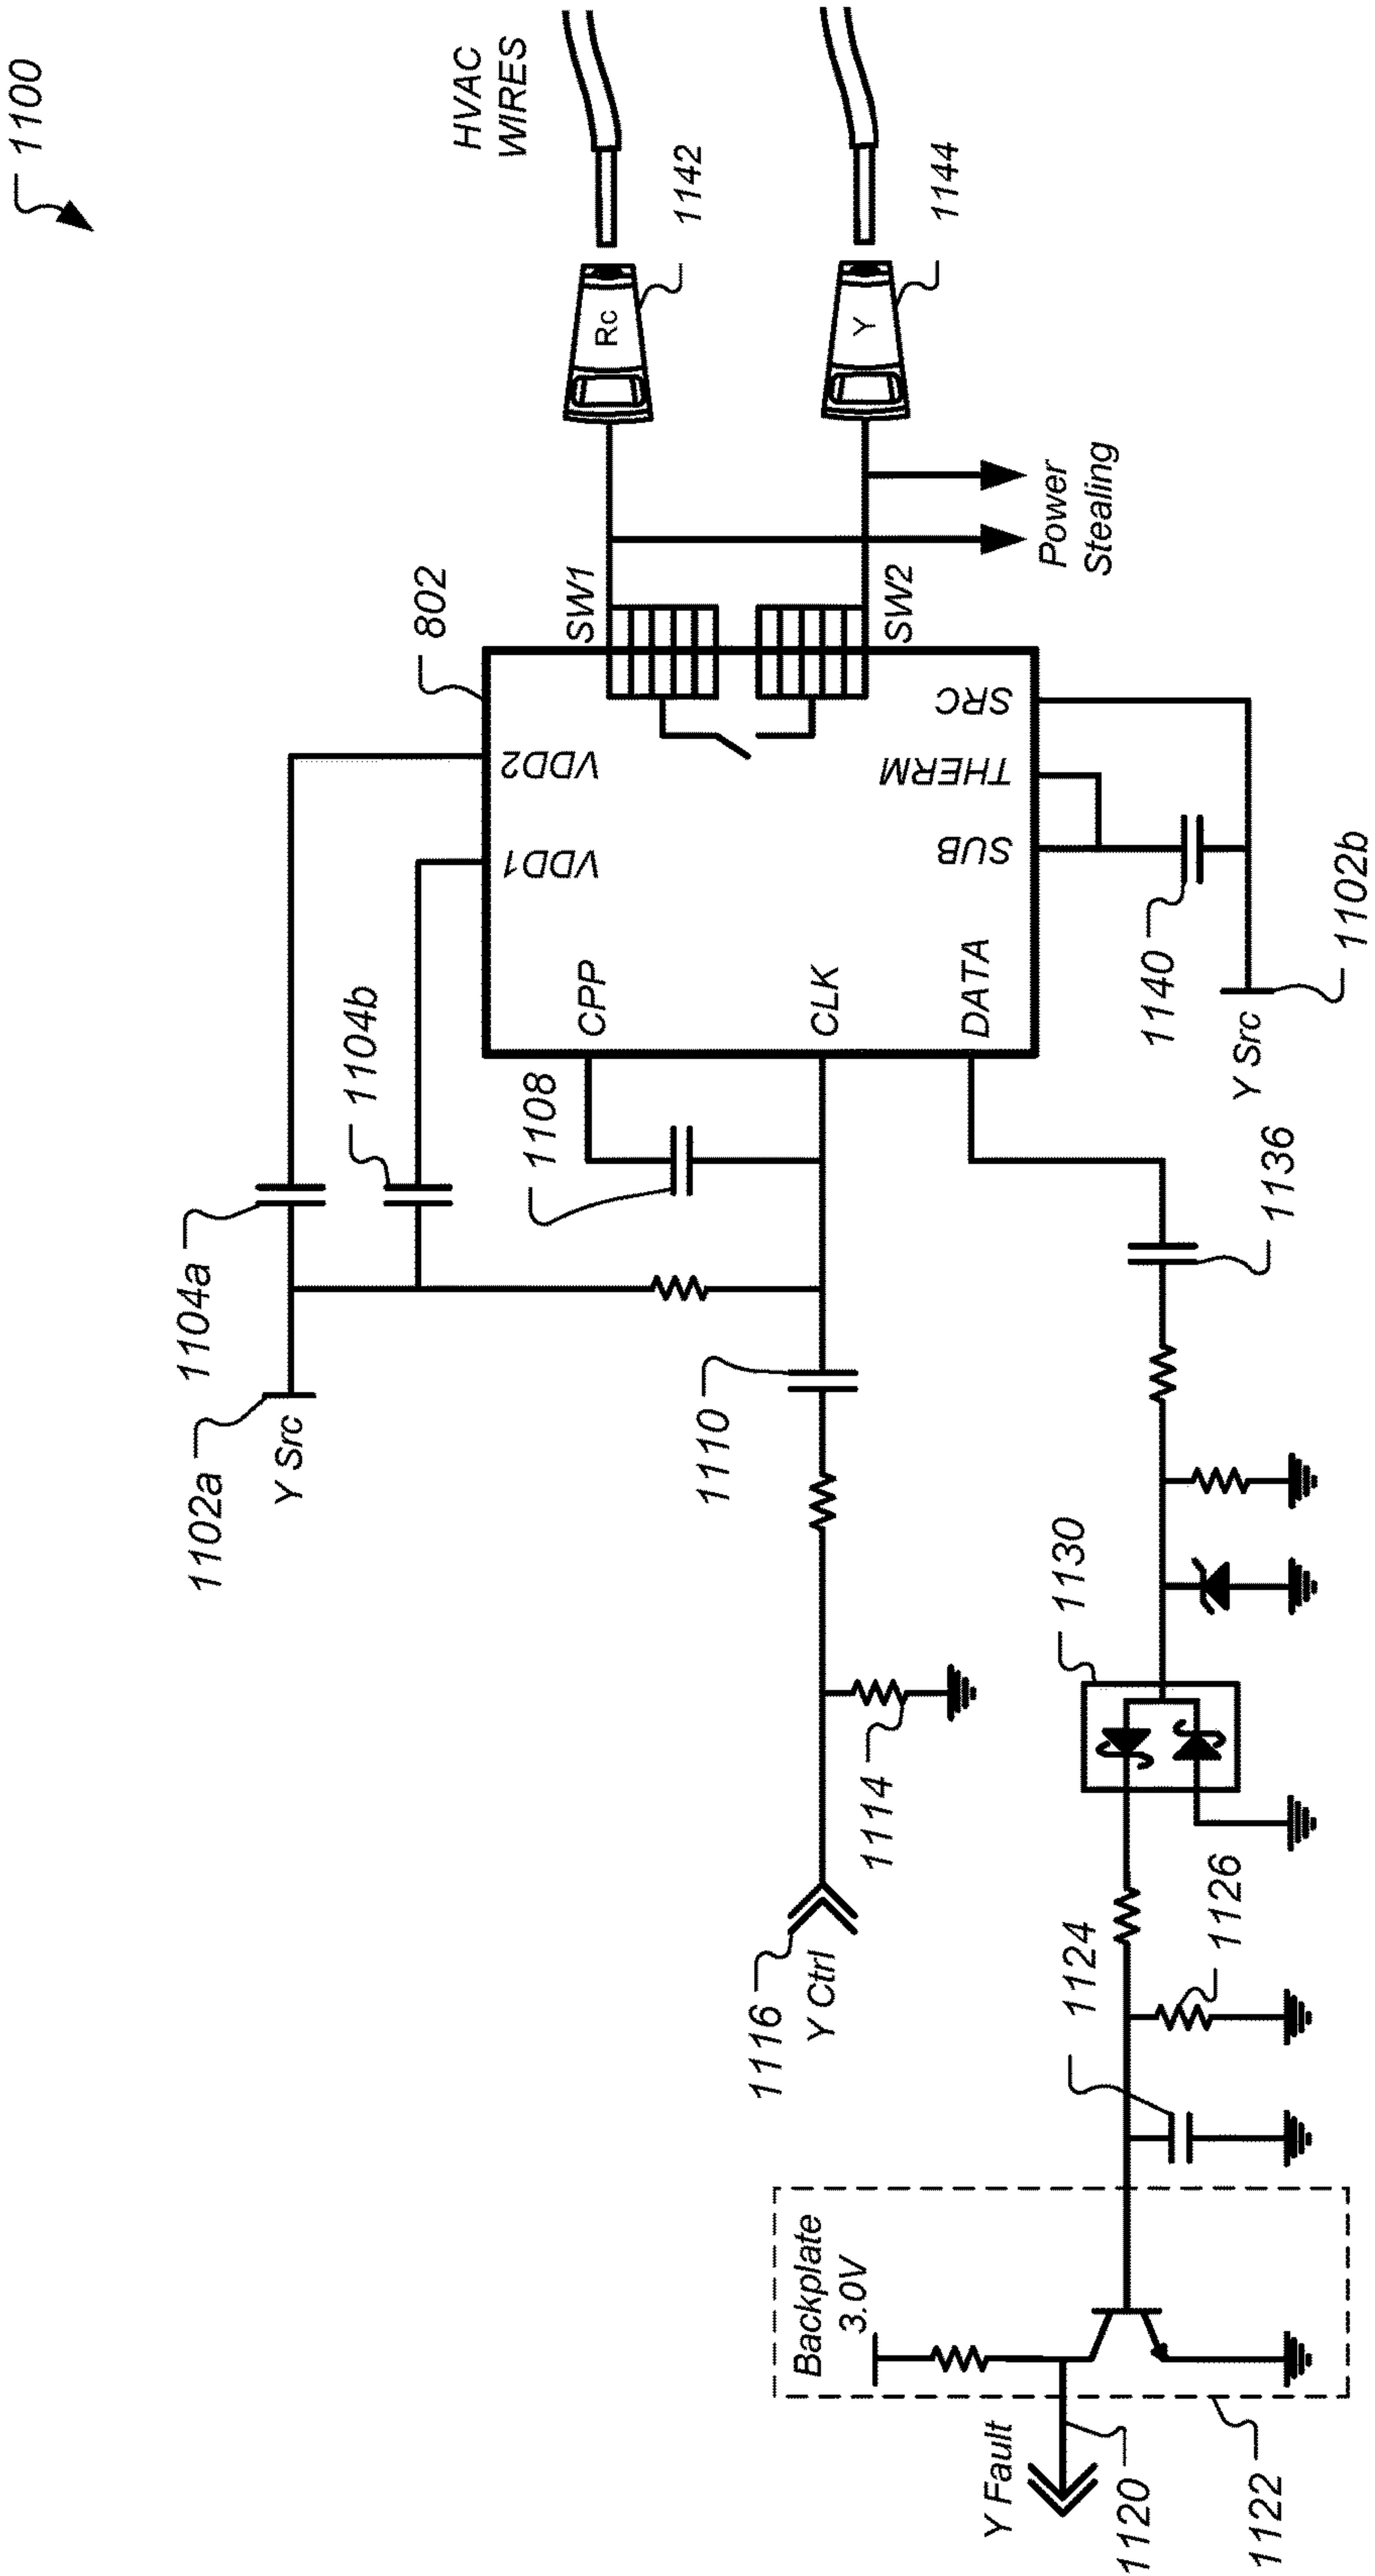 1100
HVAC
WIRES
Rc
1142
Y
1144
Power
Stealing
802
SW1
SW2
VDD2
VDD1
CPP
CLK
DATA
SUB
THERM
SRC
1104a
1104b
1102a
Y Src
1108
1110
1114
1116
Y Ctrl
1140
Y Src
1102b
1136
1130
1126
1124
Backplate
3.0V
Y Fault
1120
1122